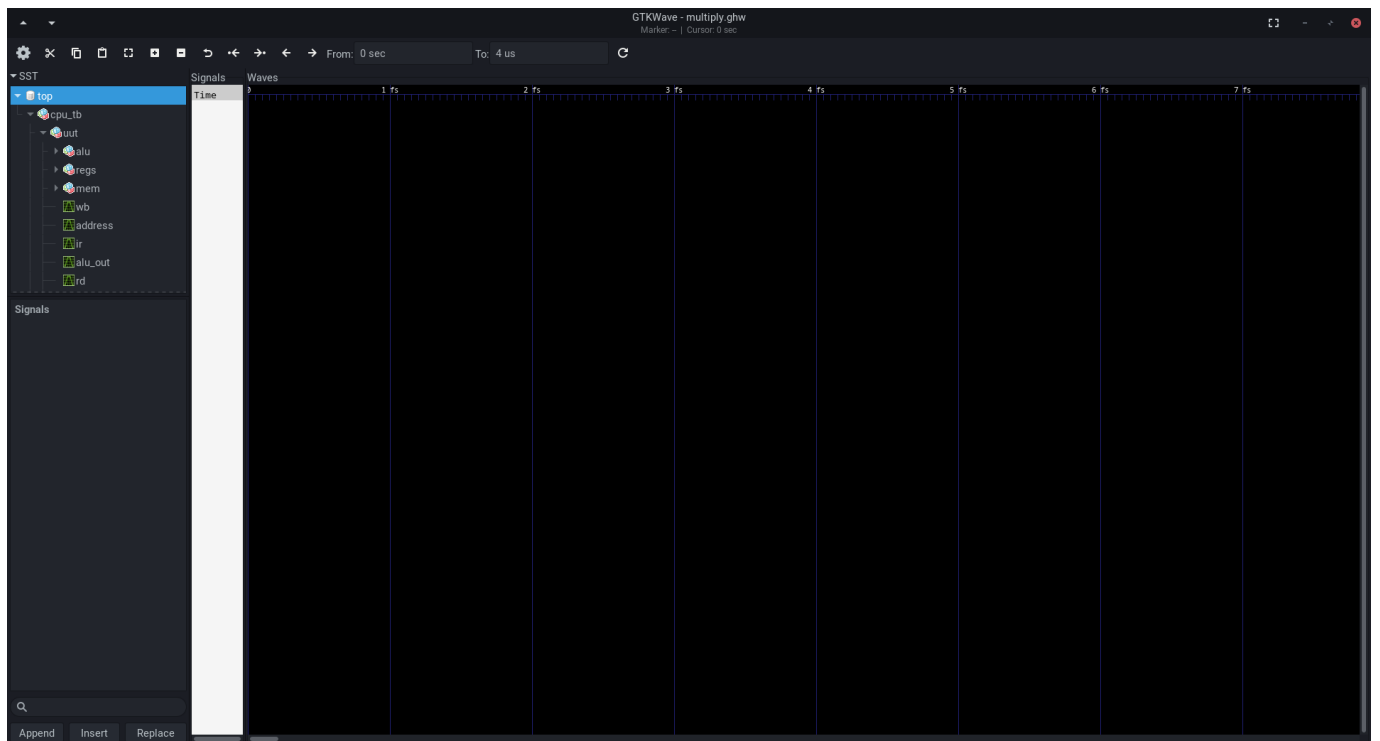 GTKWave - multiply.ghw
Marker: -- | Cursor: 0 sec
From: 0 sec To: 4 us
SST
Signals
Waves
top
Time
0 1 fs 2 fs 3 fs 4 fs 5 fs 6 fs 7 fs
cpu_tb
uut
alu
regs
mem
wb
address
ir
alu_out
rd
Signals
Append Insert Replace